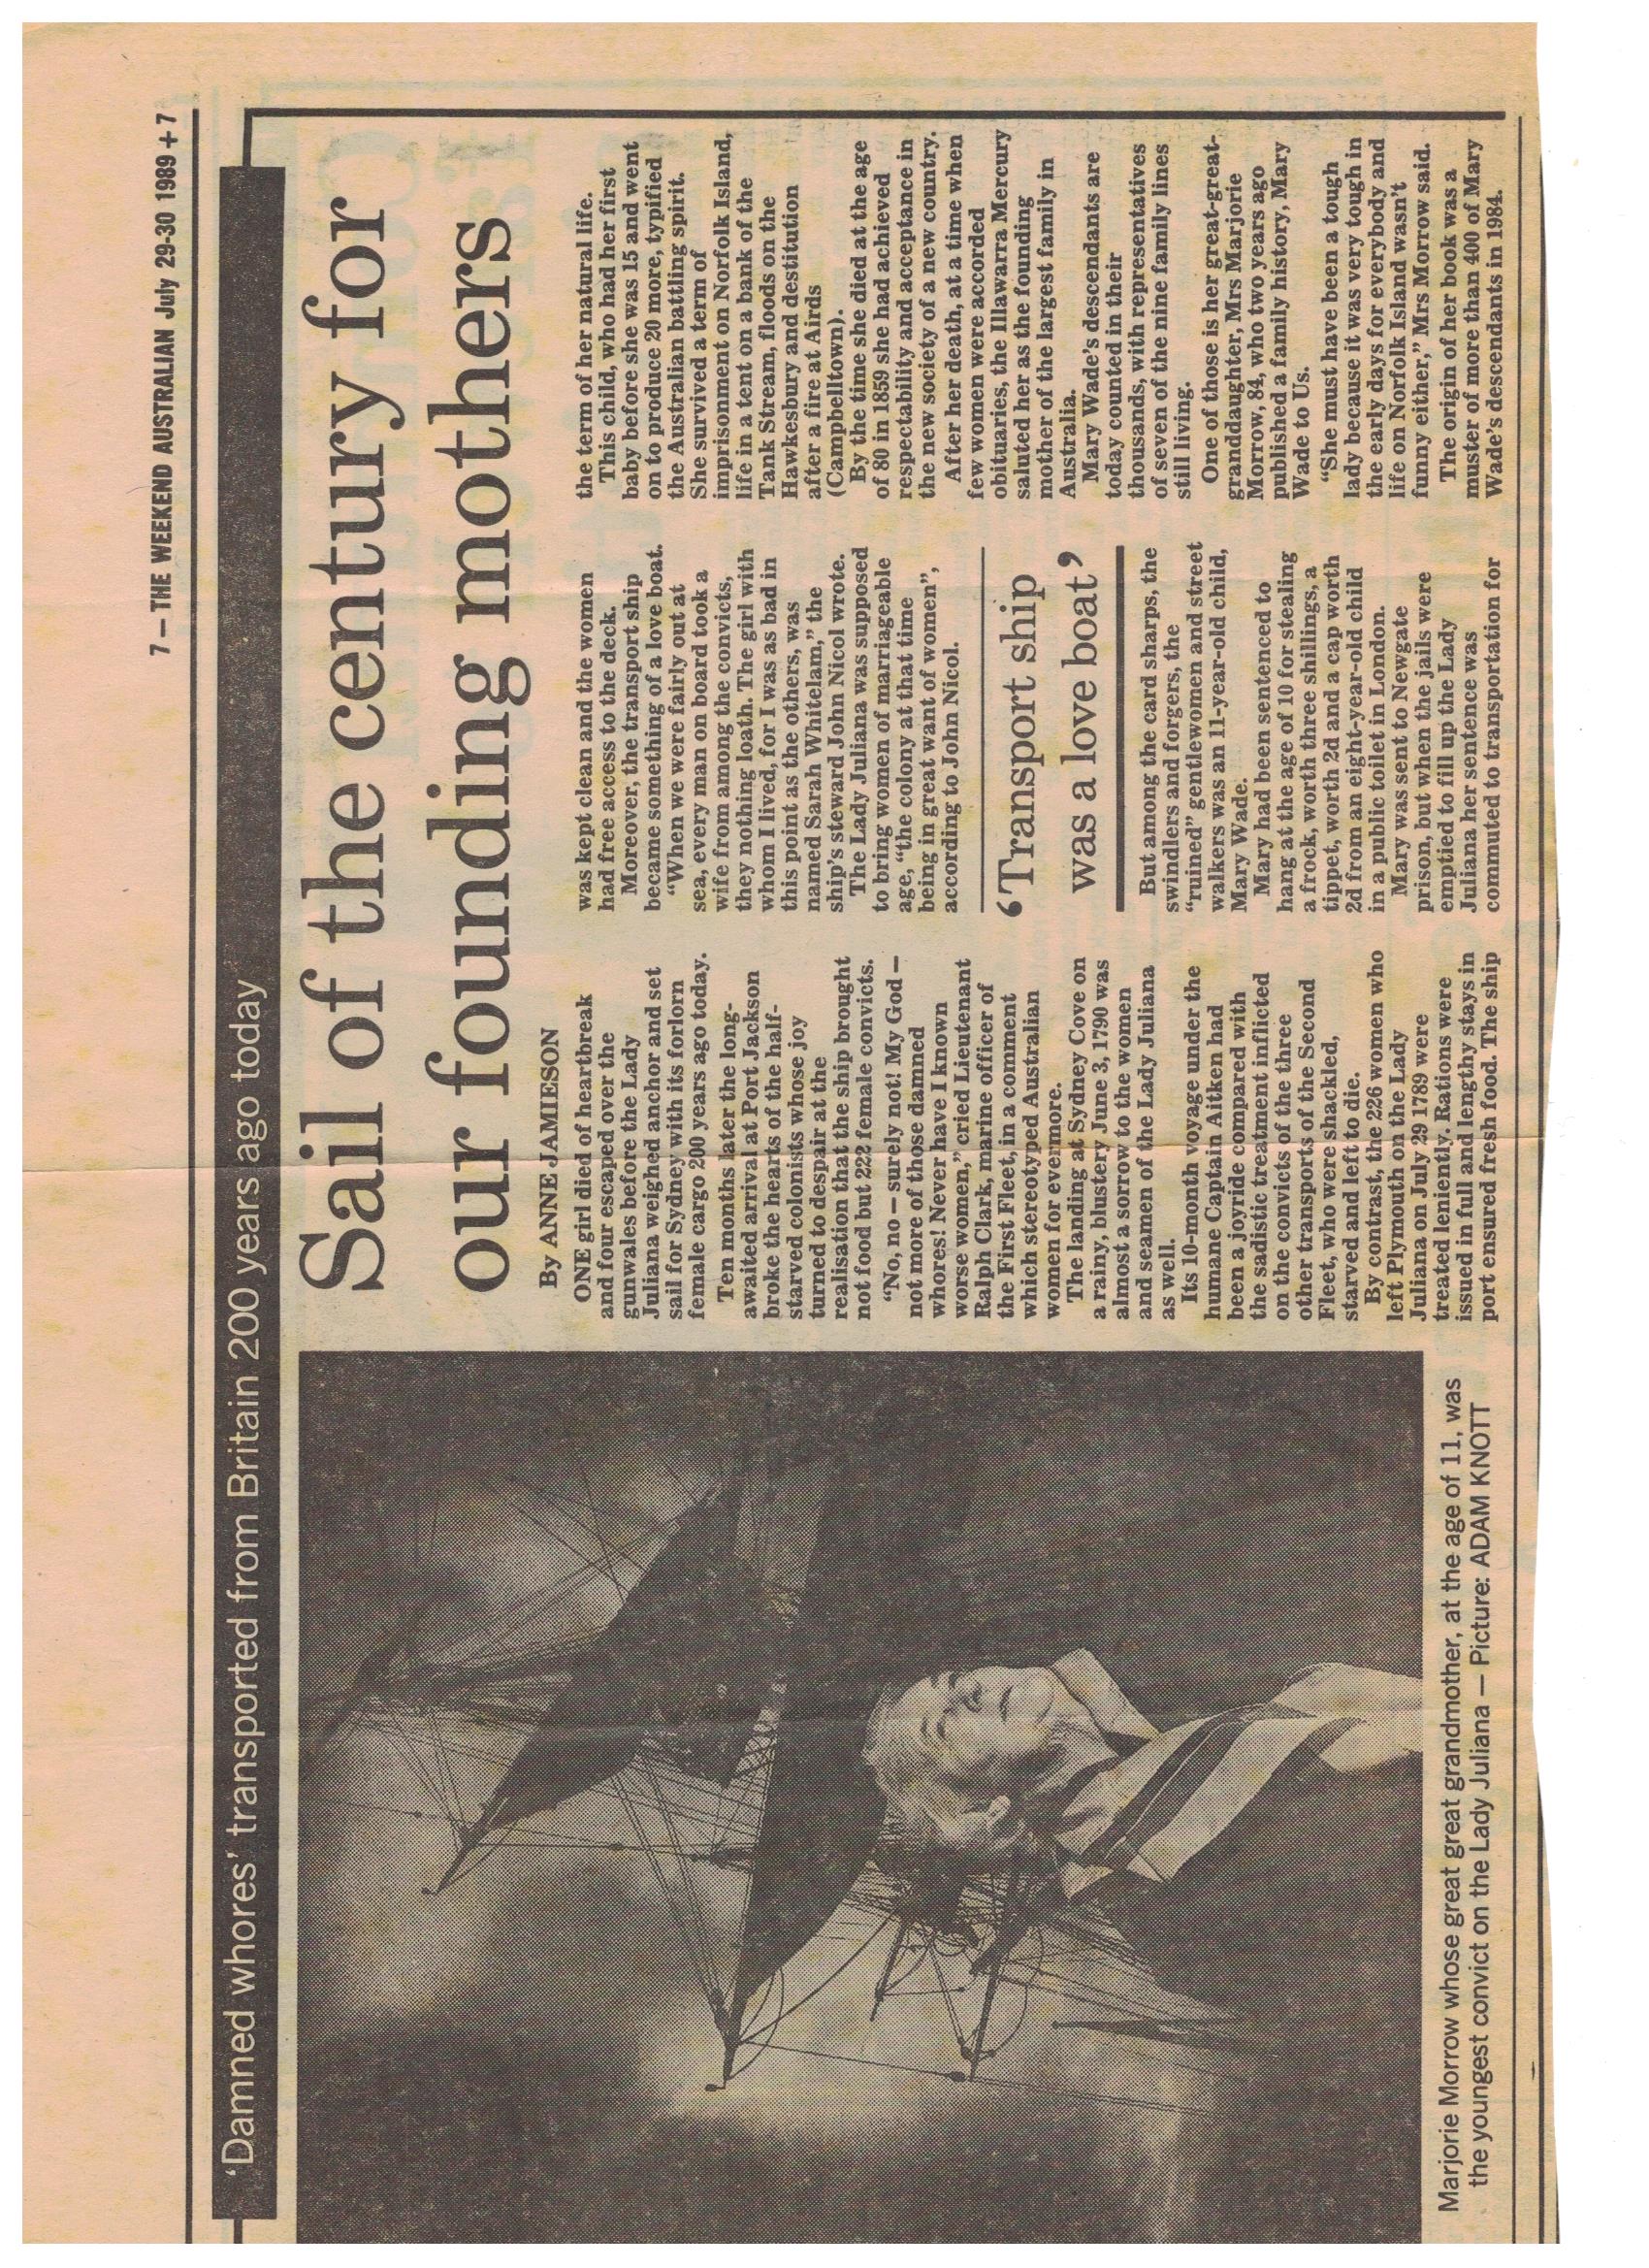 7 — THE WEEKEND AUSTRALIAN July 29-30 1989 + 7
'Damned whores' transported from Britain 200 years ago today
Sail of the century for
our founding mothers
By ANNE JAMIESON
ONE girl died of heartbreak
and four escaped over the
gunwales before the Lady
Juliana weighed anchor and set
sail for Sydney with its forlorn
female cargo 200 years ago today.
Ten months later the long-
awaited arrival at Port Jackson
broke the hearts of the half-
starved colonists whose joy
turned to despair at the
realisation that the ship brought
not food but 222 female convicts.
"No, no — surely not! My God —
not more of those damned
whores! Never have I known
worse women," cried Lieutenant
Ralph Clark, marine officer of
the First Fleet, in a comment
which stereotyped Australian
women for evermore.
The landing at Sydney Cove on
a rainy, blustery June 3, 1790 was
almost a sorrow to the women
and seamen of the Lady Juliana
as well.
Its 10-month voyage under the
humane Captain Aitken had
been a joyride compared with
the sadistic treatment inflicted
on the convicts of the three
other transports of the Second
Fleet, who were shackled,
starved and left to die.
By contrast, the 226 women who
left Plymouth on the Lady
Juliana on July 29 1789 were
treated leniently. Rations were
issued in full and lengthy stays in
port ensured fresh food. The ship
was kept clean and the women
had free access to the deck.
Moreover, the transport ship
became something of a love boat.
"When we were fairly out at
sea, every man on board took a
wife from among the convicts,
they nothing loath. The girl with
whom I lived, for I was as bad in
this point as the others, was
named Sarah Whitelam," the
ship's steward John Nicol wrote.
The Lady Juliana was supposed
to bring women of marriageable
age, "the colony at that time
being in great want of women",
according to John Nicol.
'Transport ship
was a love boat'
But among the card sharps, the
swindlers and forgers, the
"ruined" gentlewomen and street
walkers was an 11-year-old child,
Mary Wade.
Mary had been sentenced to
hang at the age of 10 for stealing
a frock, worth three shillings, a
tippet, worth 2d and a cap worth
2d from an eight-year-old child
in a public toilet in London.
Mary was sent to Newgate
prison, but when the jails were
emptied to fill up the Lady
Juliana her sentence was
commuted to transportation for
the term of her natural life.
This child, who had her first
baby before she was 15 and went
on to produce 20 more, typified
the Australian battling spirit.
She survived a term of
imprisonment on Norfolk Island,
life in a tent on a bank of the
Tank Stream, floods on the
Hawkesbury and destitution
after a fire at Airds
(Campbelltown).
By the time she died at the age
of 80 in 1859 she had achieved
respectability and acceptance in
the new society of a new country.
After her death, at a time when
few women were accorded
obituaries, the Illawarra Mercury
saluted her as the founding
mother of the largest family in
Australia.
Mary Wade's descendants are
today counted in their
thousands, with representatives
of seven of the nine family lines
still living.
One of those is her great-great-
granddaughter, Mrs Marjorie
Morrow, 84, who two years ago
published a family history, Mary
Wade to Us.
"She must have been a tough
lady because it was very tough in
the early days for everybody and
life on Norfolk Island wasn't
funny either," Mrs Morrow said.
The origin of her book was a
muster of more than 400 of Mary
Wade's descendants in 1984.
Marjorie Morrow whose great great grandmother, at the age of 11, was
the youngest convict on the Lady Juliana — Picture: ADAM KNOTT